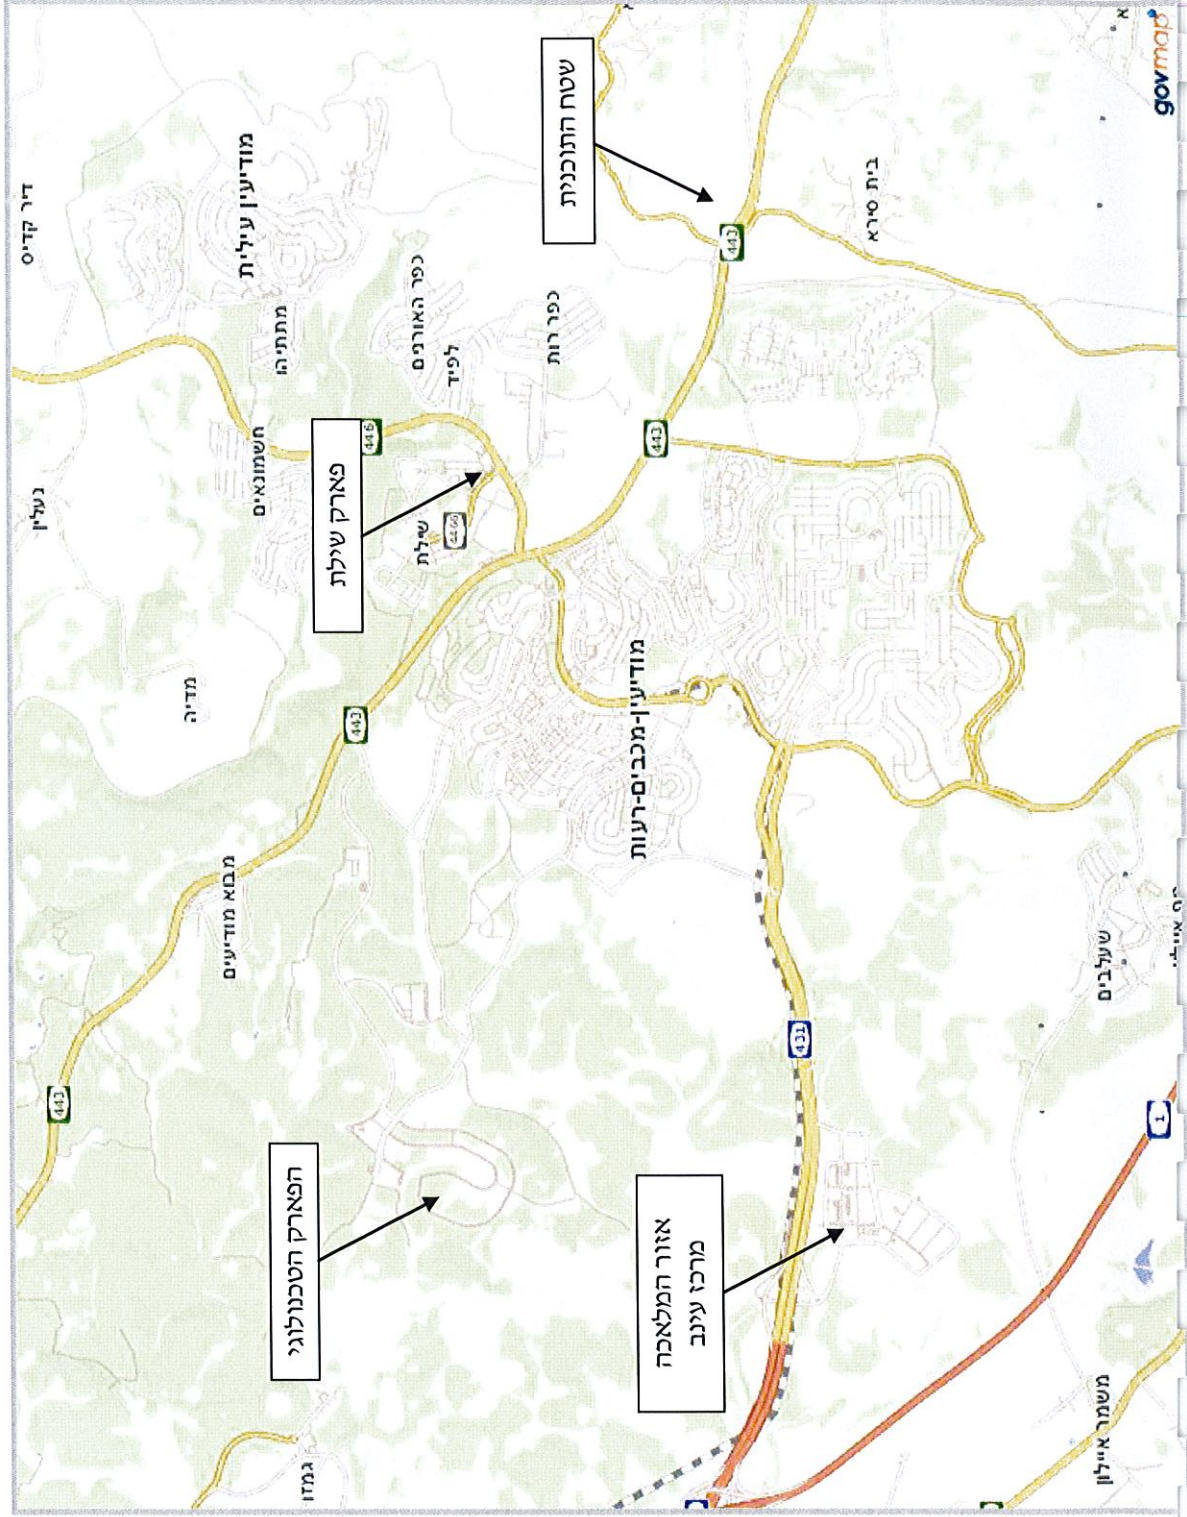 דיר קדיס
נעלין
443
מדיה
מבוא מודיעים
מודיעין עילית
מתתיהו
חשמונאים
הפארק הטכנולוגי
גמזו
פארק שילת
446
443
כפר האורנים
לפיד
שילת
4466
כפר רות
שטח התוכנית
מודיעין-מכבים-רעות
443
אזור המלאכה
מרכז עינב
443
431
בית סירא
שעלבים
משמר איילון
1
א
govmap